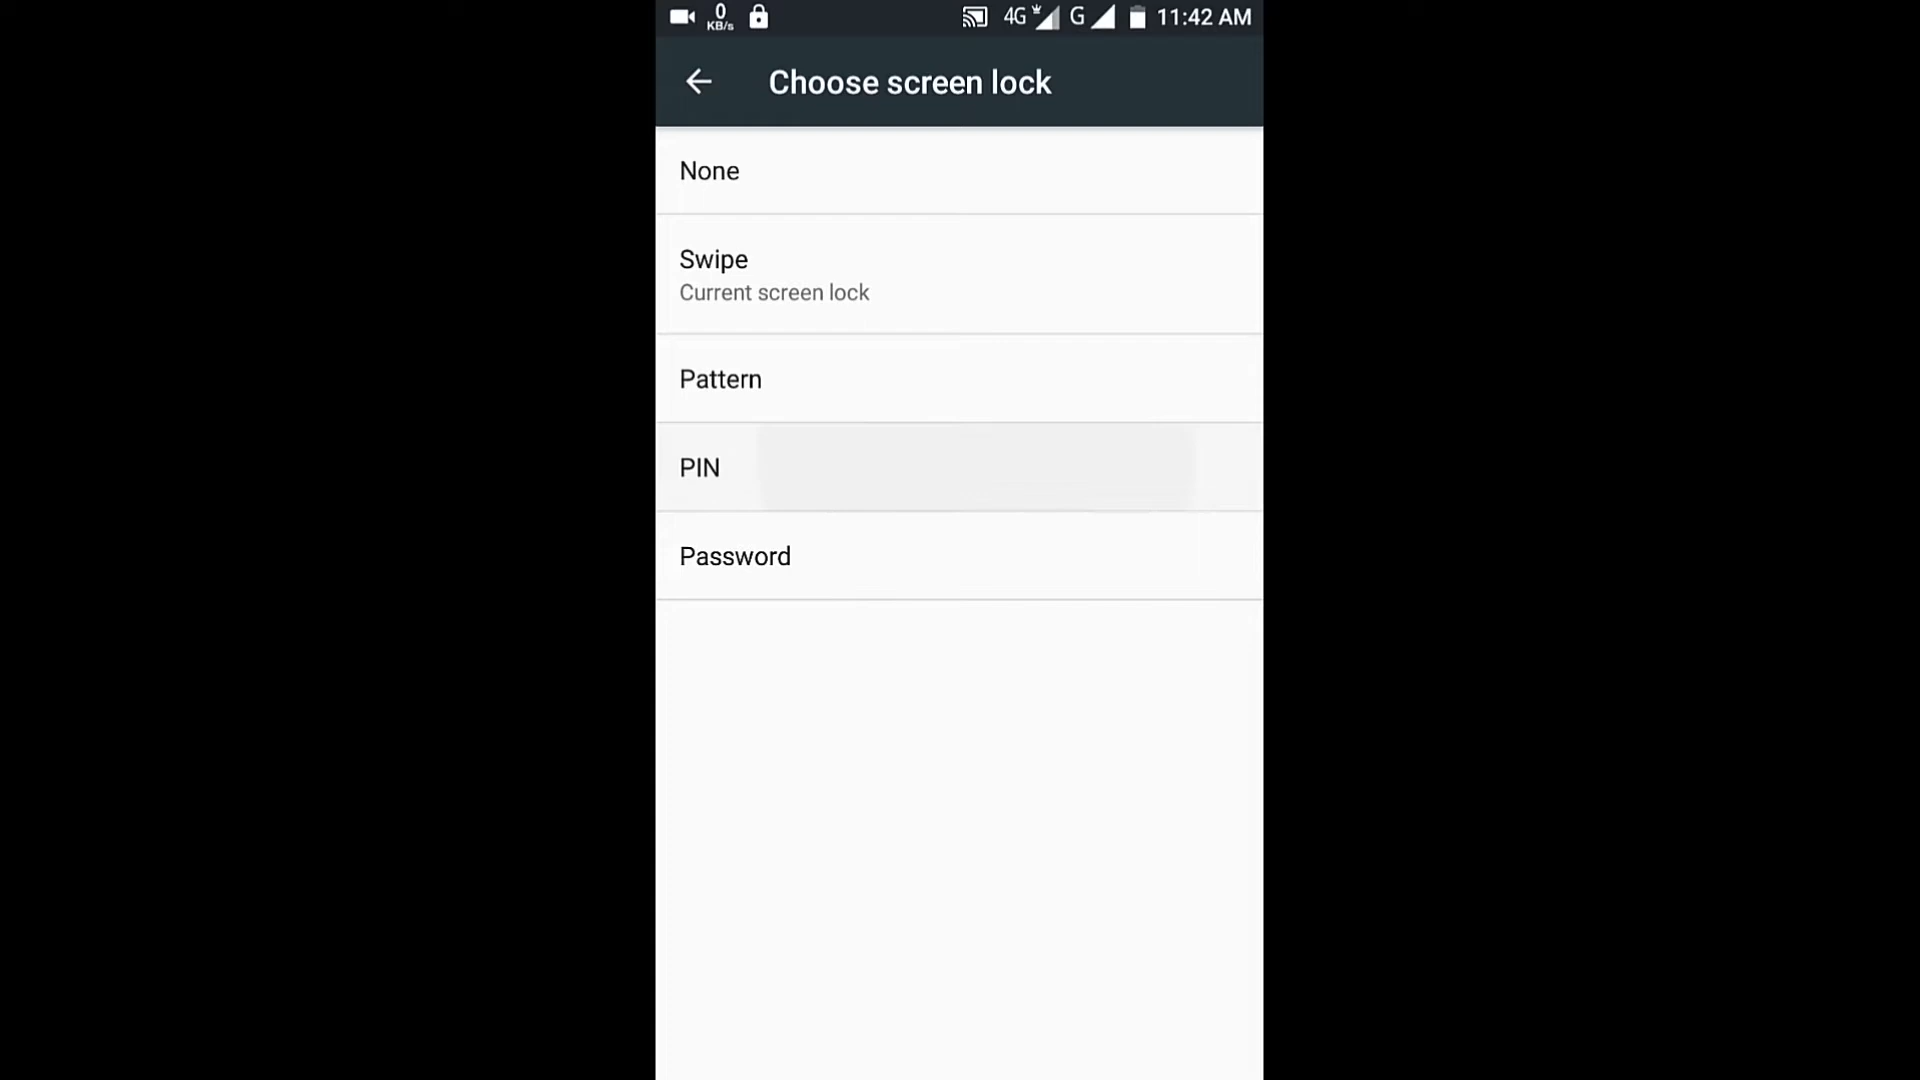 0 KB/s 4G G 11:42 AM
Choose screen lock
None
Swipe
Current screen lock
Pattern
PIN
Password